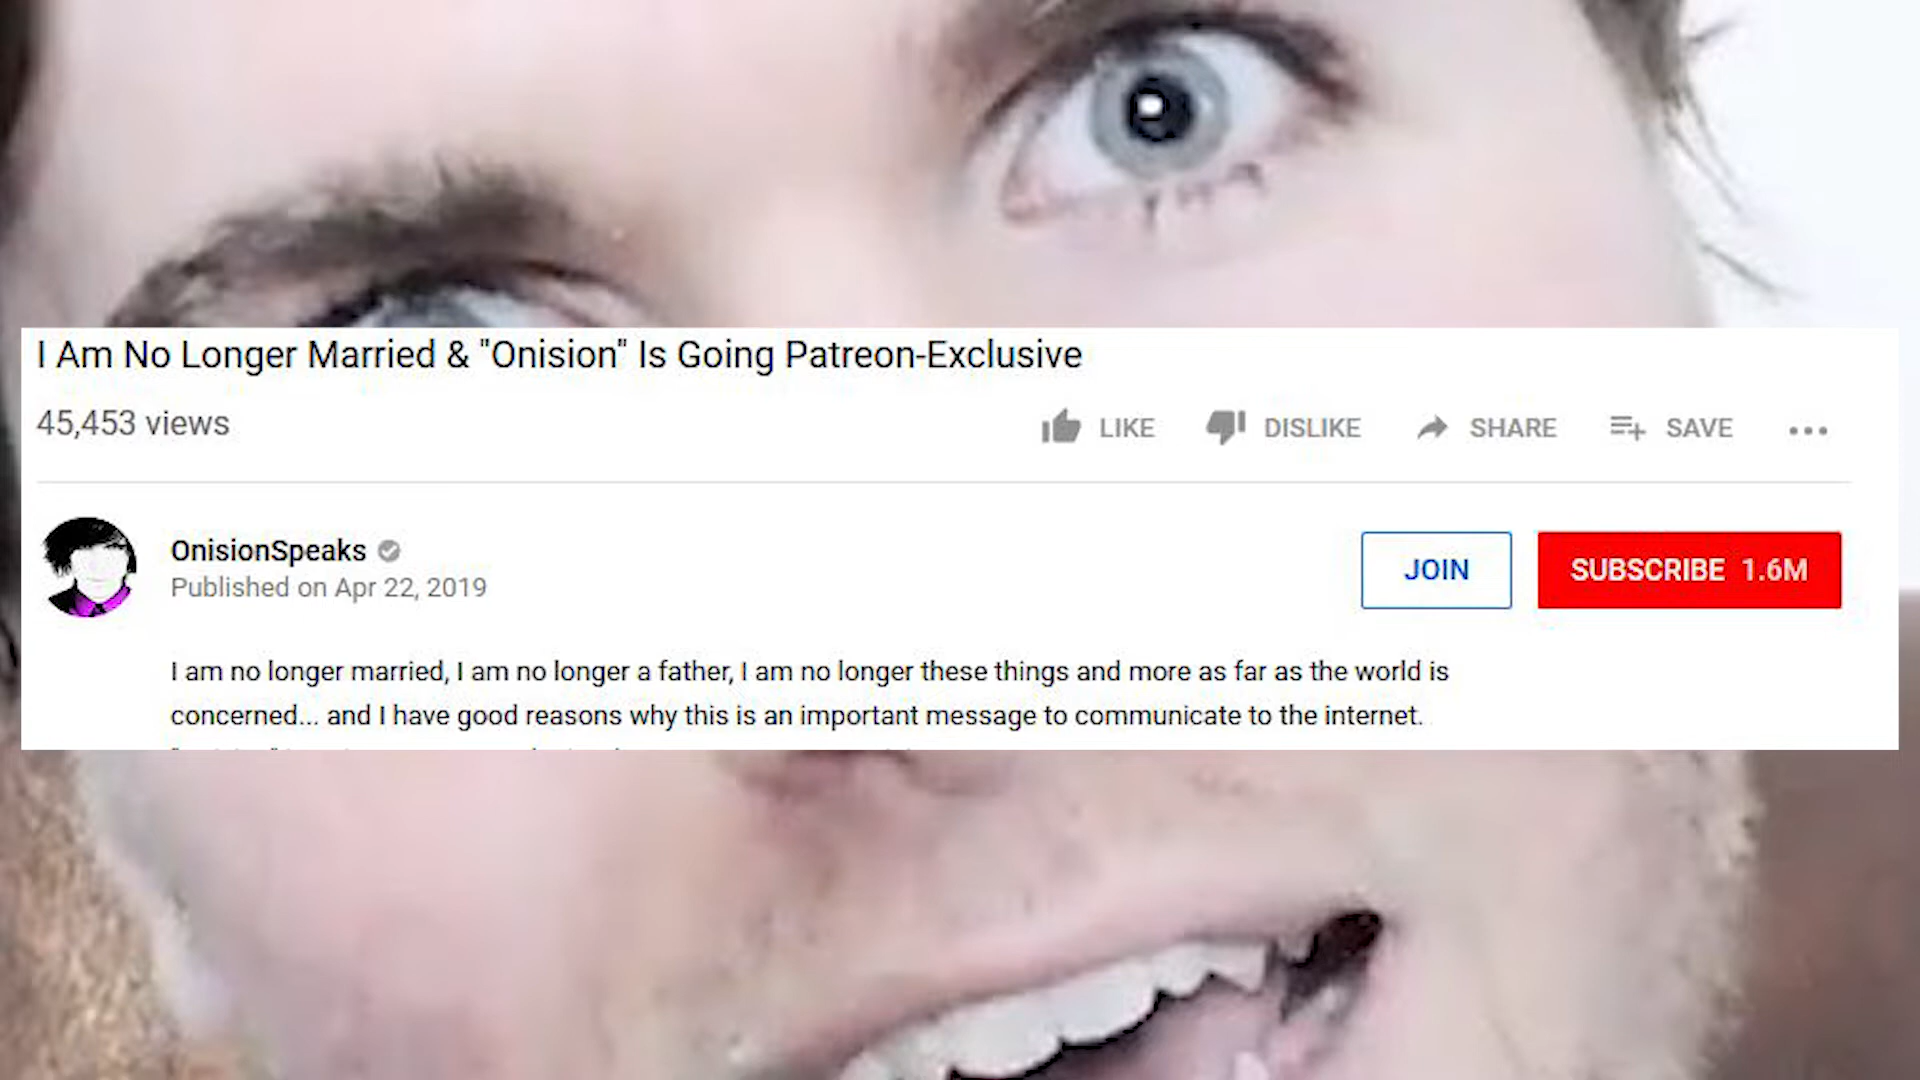 I Am No Longer Married & "Onision" Is Going Patreon-Exclusive
45,453 views
LIKE DISLIKE SHARE SAVE
OnisionSpeaks
Published on Apr 22, 2019
JOIN
SUBSCRIBE 1.6M
I am no longer married, I am no longer a father, I am no longer these things and more as far as the world is
concerned... and I have good reasons why this is an important message to communicate to the internet.